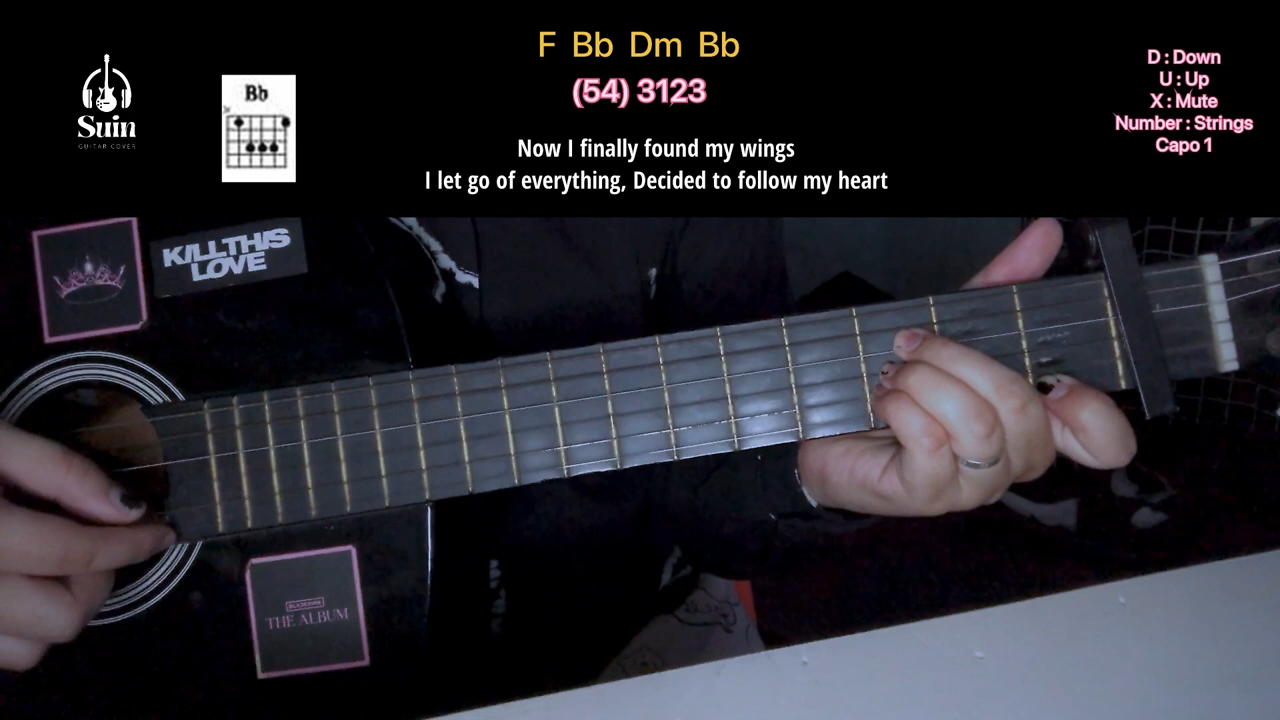 F Bb Dm Bb
(54) 3123
Now I finally found my wings
I let go of everything, Decided to follow my heart
Suin
GUITAR COVER
Bb
D : Down
U : Up
X : Mute
Number : Strings
Capo 1
KILL THIS
LOVE
BLACKPINK
THE ALBUM